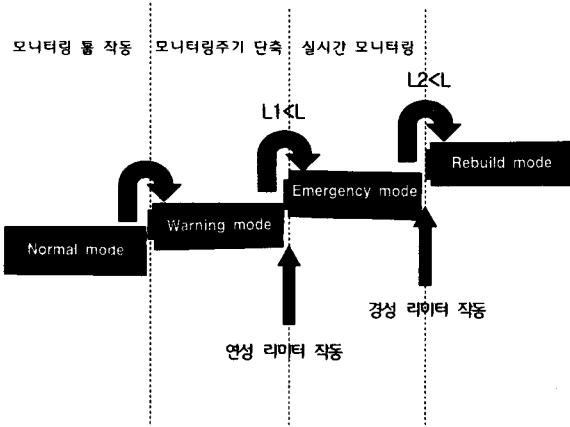 모니터링 툴 작동
모니터링주기 단축
실시간 모니터링
L1<L
L2<L
Normal mode
Warning mode
Emergency mode
Rebuild mode
연성 리미터 작동
경성 리미터 작동